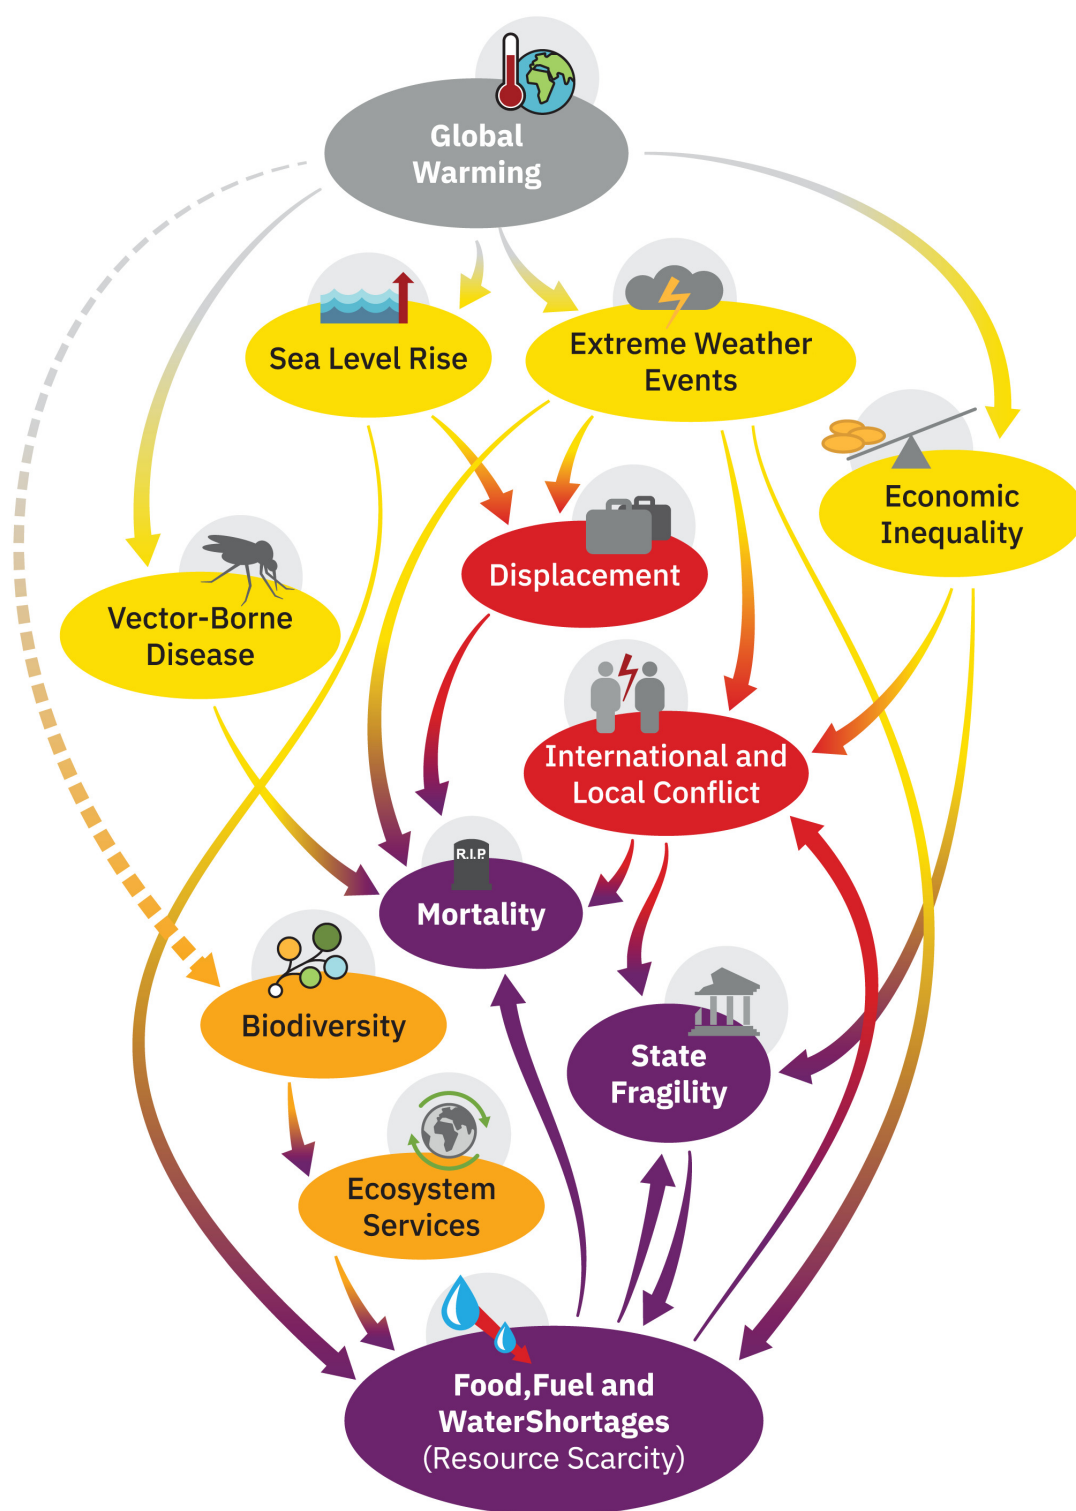 Global
Warming
Sea Level Rise
Extreme Weather
Events
Economic
Inequality
Displacement
Vector-Borne
Disease
International and
Local Conflict
R.I.P.
Mortality
Biodiversity
State
Fragility
Ecosystem
Services
Food,Fuel and
WaterShortages
(Resource Scarcity)